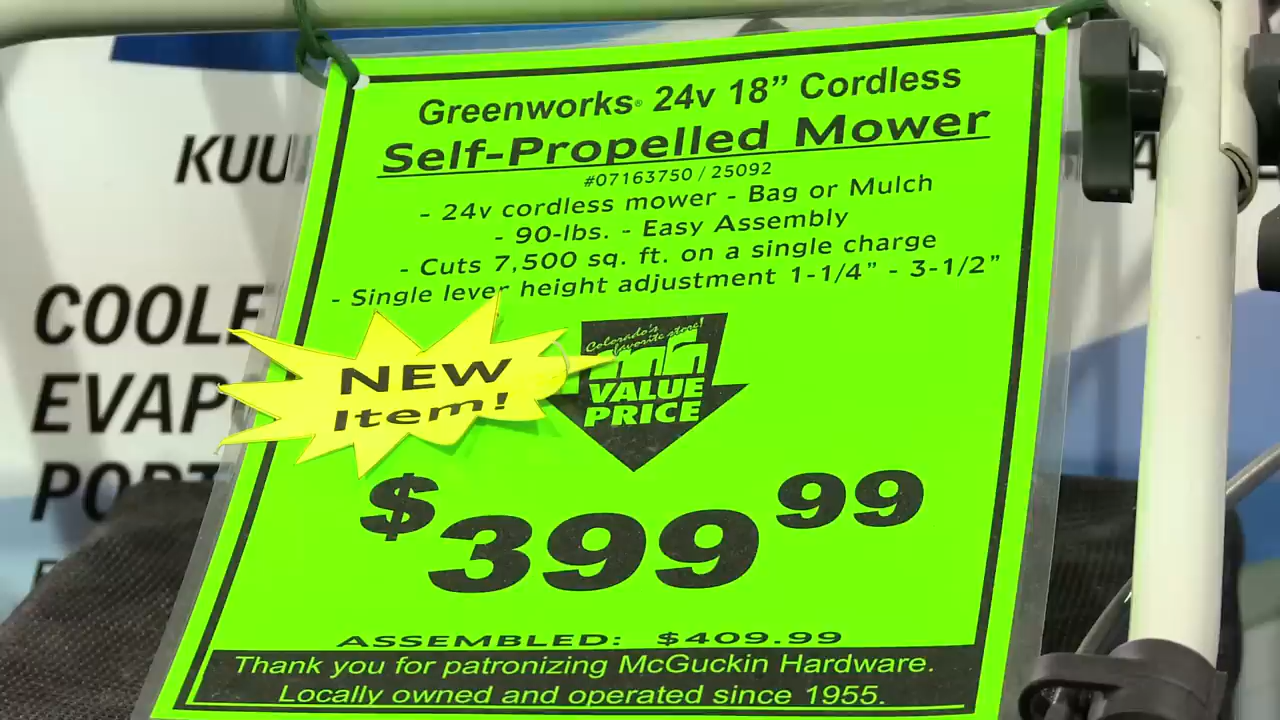 Greenworks® 24v 18” Cordless
Self-Propelled Mower
#07163750 / 25092
- 24v cordless mower - Bag or Mulch
- 90-lbs. - Easy Assembly
- Cuts 7,500 sq. ft. on a single charge
- Single lever height adjustment 1-1/4” - 3-1/2”
NEW
Item!
Colorado's
favorite store!
VALUE
PRICE
$399 99
ASSEMBLED: $409.99
Thank you for patronizing McGuckin Hardware.
Locally owned and operated since 1955.
KUU
COOLE
EVAP
PORT